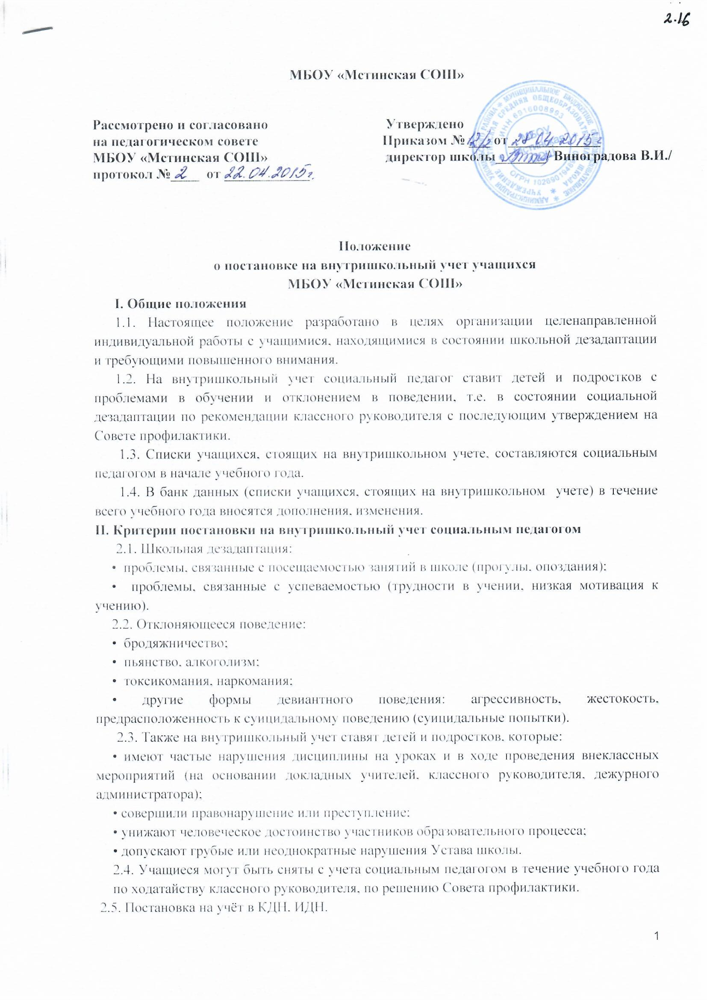 2.16
МБОУ «Мстинская СОШ»
Рассмотрено и согласовано
на педагогическом совете
МБОУ «Мстинская СОШ»
протокол № 2 от 22.04.2015г.
Утверждено
Приказом № 12/2 от 28 04 2015г
директор школы / Виноградова В.И./
МУНИЦИПАЛЬНОЕ БЮДЖЕТНОЕ ОБЩЕОБРАЗОВАТЕЛЬНОЕ УЧРЕЖДЕНИЕ
СРЕДНЯЯ ОБЩЕОБРАЗОВАТЕЛЬНАЯ ШКОЛА
АДМИНИСТРАЦИЯ РАЙОНА
ИНН 6916008993
МБОУ
Положение
о постановке на внутришкольный учет учащихся
МБОУ «Мстинская СОШ»
I. Общие положения
1.1. Настоящее положение разработано в целях организации целенаправленной
индивидуальной работы с учащимися, находящимися в состоянии школьной дезадаптации
и требующими повышенного внимания.
1.2. На внутришкольный учет социальный педагог ставит детей и подростков с
проблемами в обучении и отклонением в поведении, т.е. в состоянии социальной
дезадаптации по рекомендации классного руководителя с последующим утверждением на
Совете профилактики.
1.3. Списки учащихся, стоящих на внутришкольном учете, составляются социальным
педагогом в начале учебного года.
1.4. В банк данных (списки учащихся, стоящих на внутришкольном учете) в течение
всего учебного года вносятся дополнения, изменения.
II. Критерии постановки на внутришкольный учет социальным педагогом
2.1. Школьная дезадаптация:
• проблемы, связанные с посещаемостью занятий в школе (прогулы, опоздания);
• проблемы, связанные с успеваемостью (трудности в учении, низкая мотивация к
учению).
2.2. Отклоняющееся поведение:
• бродяжничество;
• пьянство, алкоголизм;
• токсикомания, наркомания;
• другие формы девиантного поведения: агрессивность, жестокость,
предрасположенность к суицидальному поведению (суицидальные попытки).
2.3. Также на внутришкольный учет ставят детей и подростков, которые:
• имеют частые нарушения дисциплины на уроках и в ходе проведения внеклассных
мероприятий (на основании докладных учителей, классного руководителя, дежурного
администратора);
• совершили правонарушение или преступление;
• унижают человеческое достоинство участников образовательного процесса;
• допускают грубые или неоднократные нарушения Устава школы.
2.4. Учащиеся могут быть сняты с учета социальным педагогом в течение учебного года
по ходатайству классного руководителя, по решению Совета профилактики.
2.5. Постановка на учёт в КДН, ИДН.
1